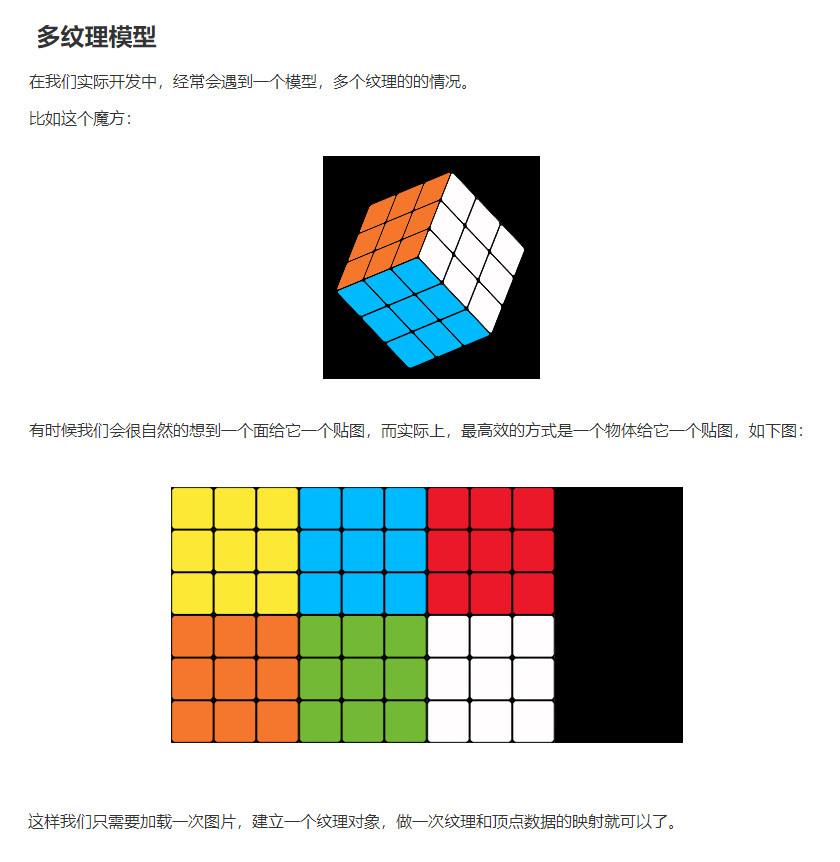 多纹理模型
在我们实际开发中，经常会遇到一个模型，多个纹理的的情况。
比如这个魔方：
有时候我们会很自然的想到一个面给它一个贴图，而实际上，最高效的方式是一个物体给它一个贴图，如下图：
这样我们只需要加载一次图片，建立一个纹理对象，做一次纹理和顶点数据的映射就可以了。